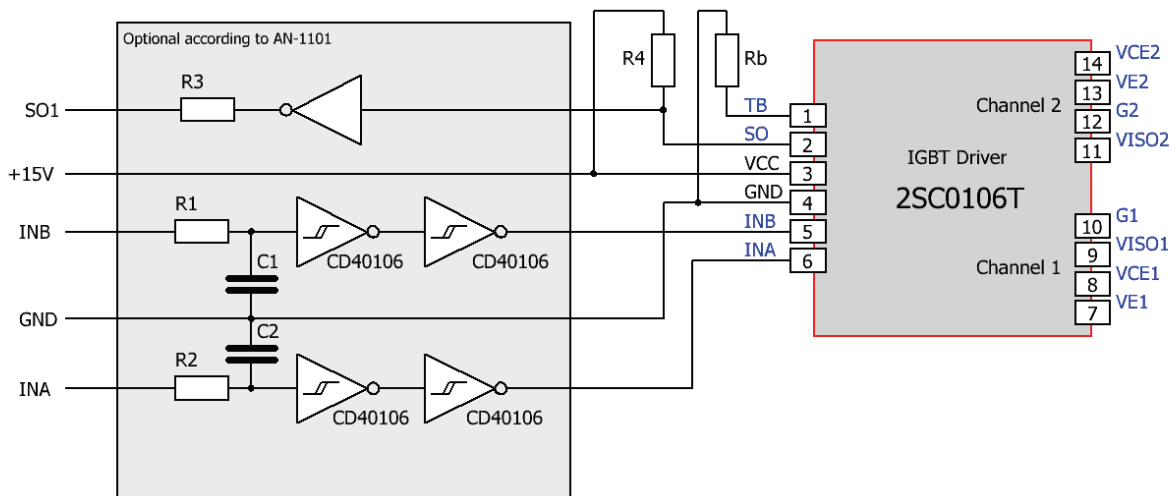 Optional according to AN-1101
R3
SO1
+15V
R1
INB
CD40106
CD40106
C1
GND
C2
R2
INA
CD40106
CD40106
R4
Rb
TB
SO
VCC
GND
INB
INA
1
2
3
4
5
6
IGBT Driver
2SC0106T
Channel 2
Channel 1
14
VCE2
13
VE2
12
G2
11
VISO2
10
G1
9
VISO1
8
VCE1
7
VE1